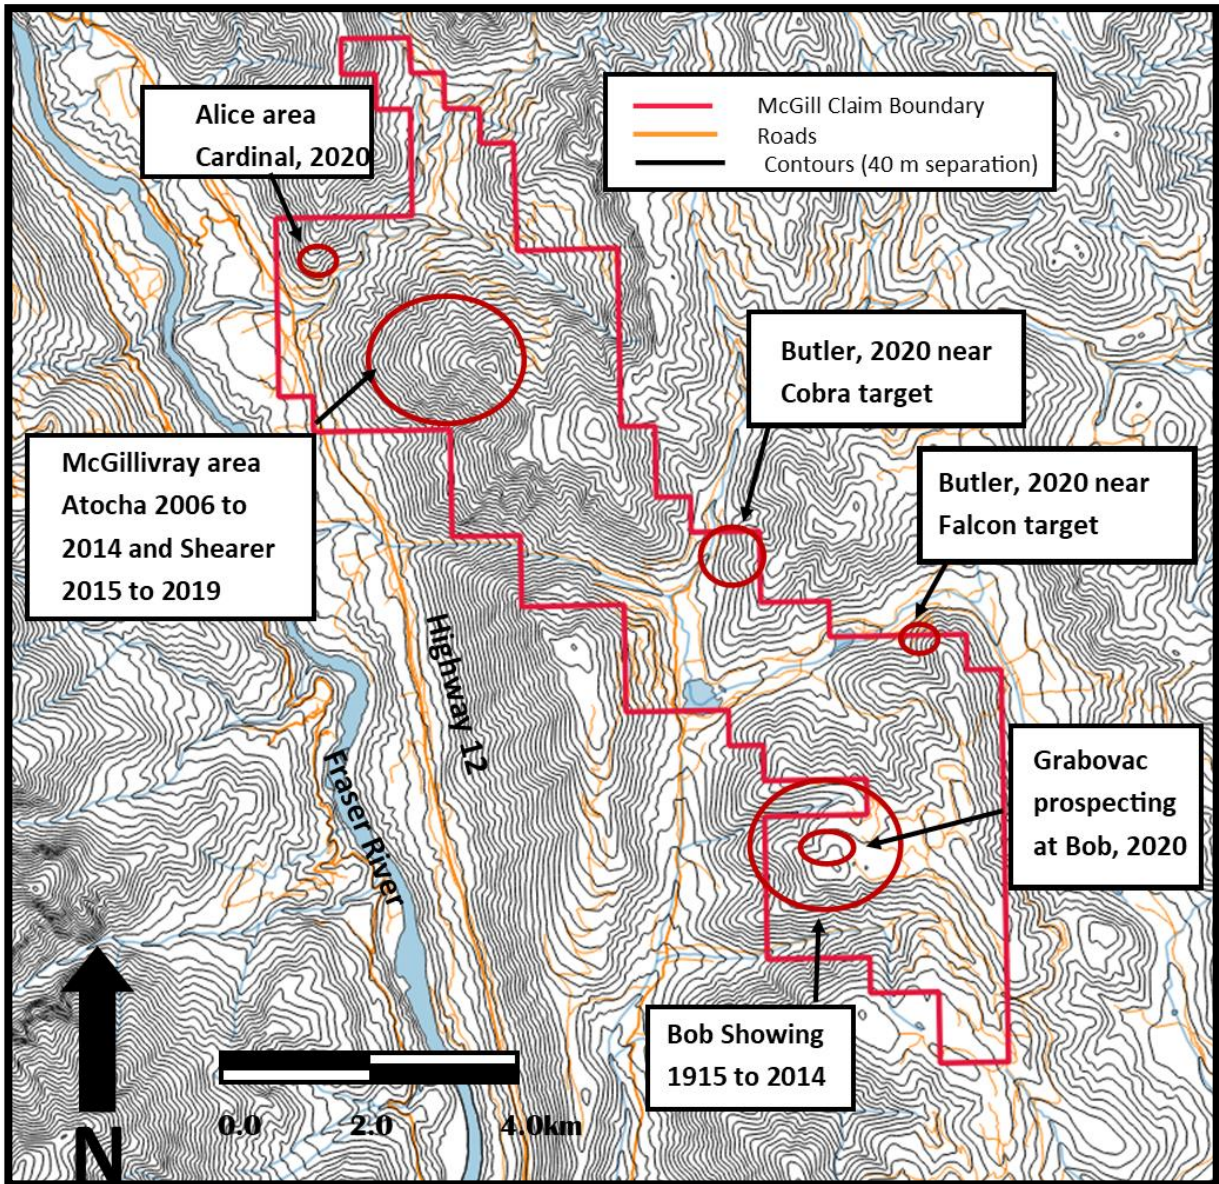 Alice area
Cardinal, 2020
McGill Claim Boundary
Roads
Contours (40 m separation)
Butler, 2020 near
Cobra target
McGillivray area
Atocha 2006 to
2014 and Shearer
2015 to 2019
Butler, 2020 near
Falcon target
Highway 12
Fraser River
Grabovac
prospecting
at Bob, 2020
Bob Showing
1915 to 2014
0.0 2.0 4.0km
N